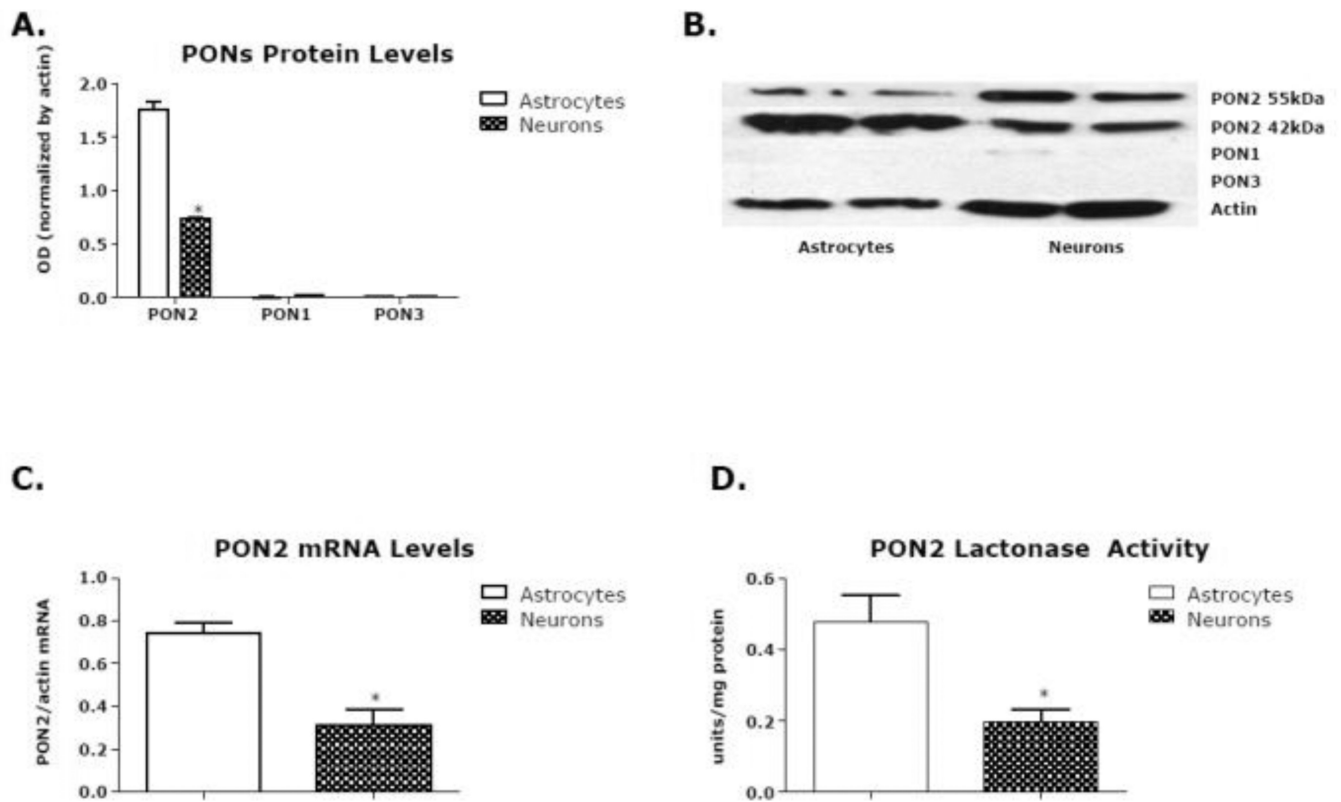 A.
PONs Protein Levels
OD (normalized by actin)
2.0
1.5
1.0
0.5
0.0
*
PON2 PON1 PON3
Astrocytes
Neurons
B.
PON2 55kDa
PON2 42kDa
PON1
PON3
Actin
Astrocytes Neurons
C.
PON2 mRNA Levels
PON2/actin mRNA
1.0
0.8
0.6
0.4
0.2
0.0
*
Astrocytes
Neurons
D.
PON2 Lactonase Activity
units/mg protein
0.6
0.4
0.2
0.0
*
Astrocytes
Neurons